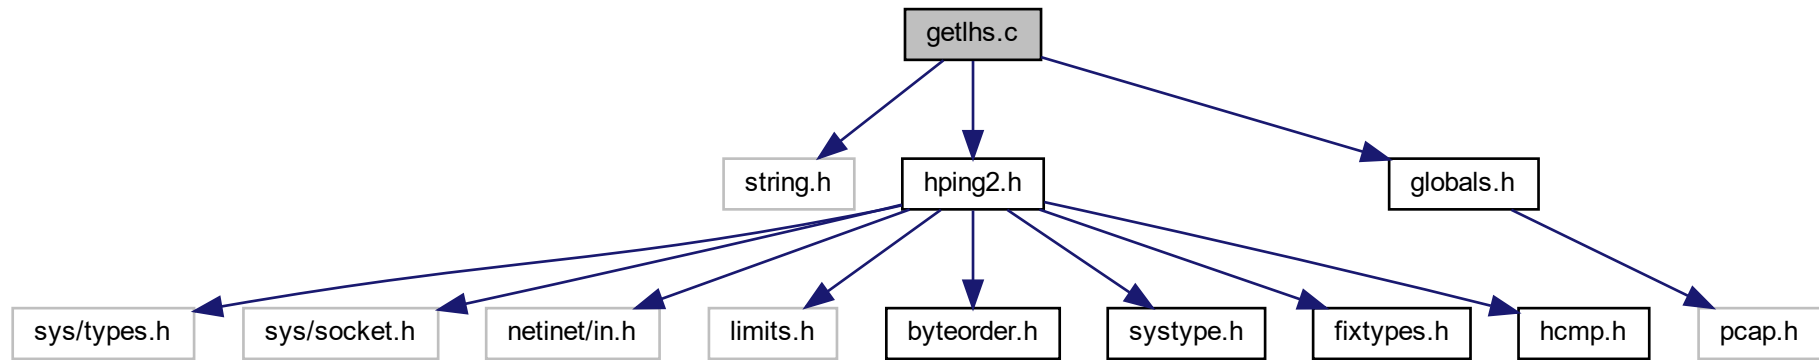 getlhs.c
string.h
hping2.h
globals.h
sys/types.h
sys/socket.h
netinet/in.h
limits.h
byteorder.h
systype.h
fixtypes.h
hcmp.h
pcap.h